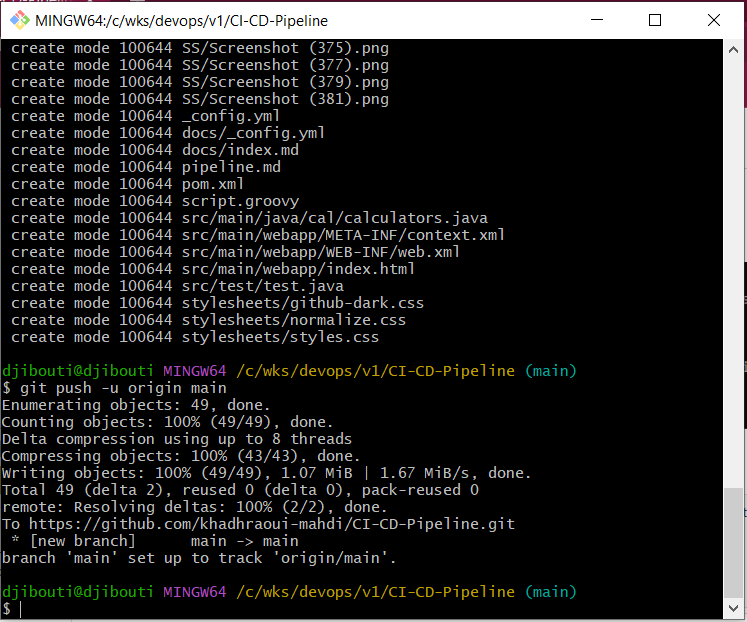 MINGW64:/c/wks/devops/v1/CI-CD-Pipeline
create mode 100644 SS/Screenshot (375).png
create mode 100644 SS/Screenshot (377).png
create mode 100644 SS/Screenshot (379).png
create mode 100644 SS/Screenshot (381).png
create mode 100644 _config.yml
create mode 100644 docs/_config.yml
create mode 100644 docs/index.md
create mode 100644 pipeline.md
create mode 100644 pom.xml
create mode 100644 script.groovy
create mode 100644 src/main/java/cal/calculators.java
create mode 100644 src/main/webapp/META-INF/context.xml
create mode 100644 src/main/webapp/WEB-INF/web.xml
create mode 100644 src/main/webapp/index.html
create mode 100644 src/test/test.java
create mode 100644 stylesheets/github-dark.css
create mode 100644 stylesheets/normalize.css
create mode 100644 stylesheets/styles.css
djibouti@djibouti MINGW64 /c/wks/devops/v1/CI-CD-Pipeline (main)
$ git push -u origin main
Enumerating objects: 49, done.
Counting objects: 100% (49/49), done.
Delta compression using up to 8 threads
Compressing objects: 100% (43/43), done.
Writing objects: 100% (49/49), 1.07 MiB | 1.67 MiB/s, done.
Total 49 (delta 2), reused 0 (delta 0), pack-reused 0
remote: Resolving deltas: 100% (2/2), done.
To https://github.com/khadhraoui-mahdi/CI-CD-Pipeline.git
* [new branch]      main -> main
branch 'main' set up to track 'origin/main'.
djibouti@djibouti MINGW64 /c/wks/devops/v1/CI-CD-Pipeline (main)
$